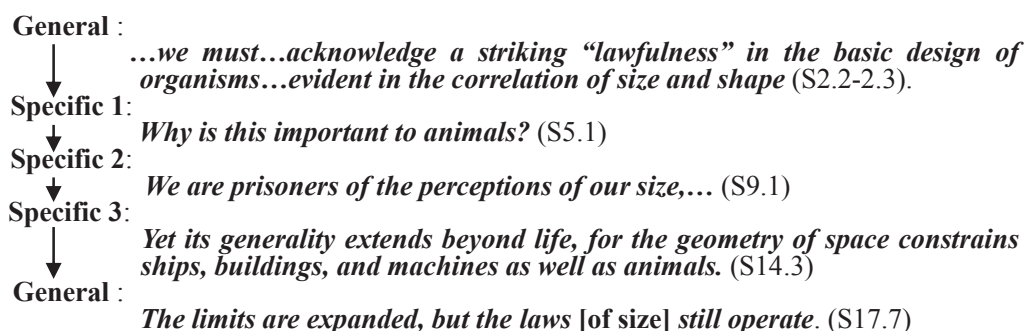 General :
…we must…acknowledge a striking “lawfulness” in the basic design of
organisms…evident in the correlation of size and shape (S2.2-2.3).
Specific 1:
Why is this important to animals? (S5.1)
Specific 2:
We are prisoners of the perceptions of our size,… (S9.1)
Specific 3:
Yet its generality extends beyond life, for the geometry of space constrains
ships, buildings, and machines as well as animals. (S14.3)
General :
The limits are expanded, but the laws [of size] still operate. (S17.7)